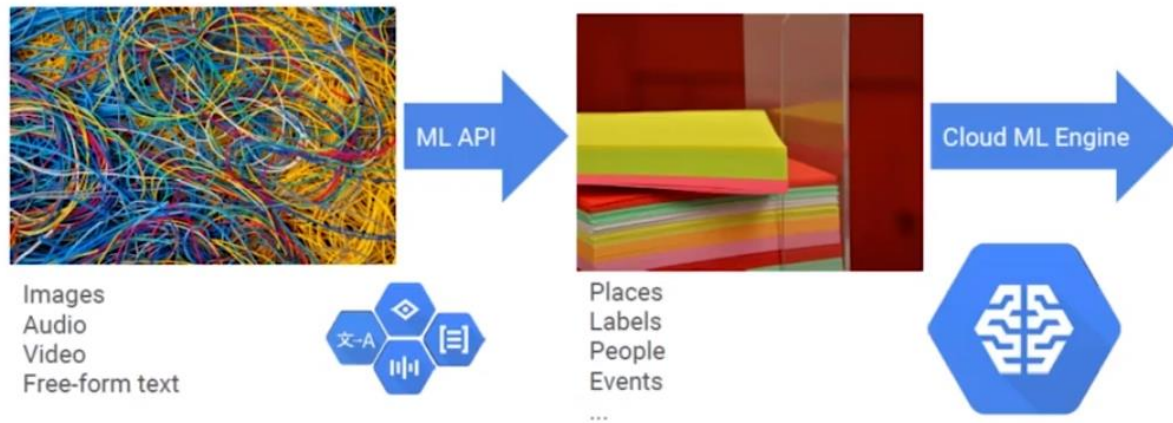 ML API
Cloud ML Engine
Images
Audio
Video
Free-form text
文→A
Places
Labels
People
Events
...